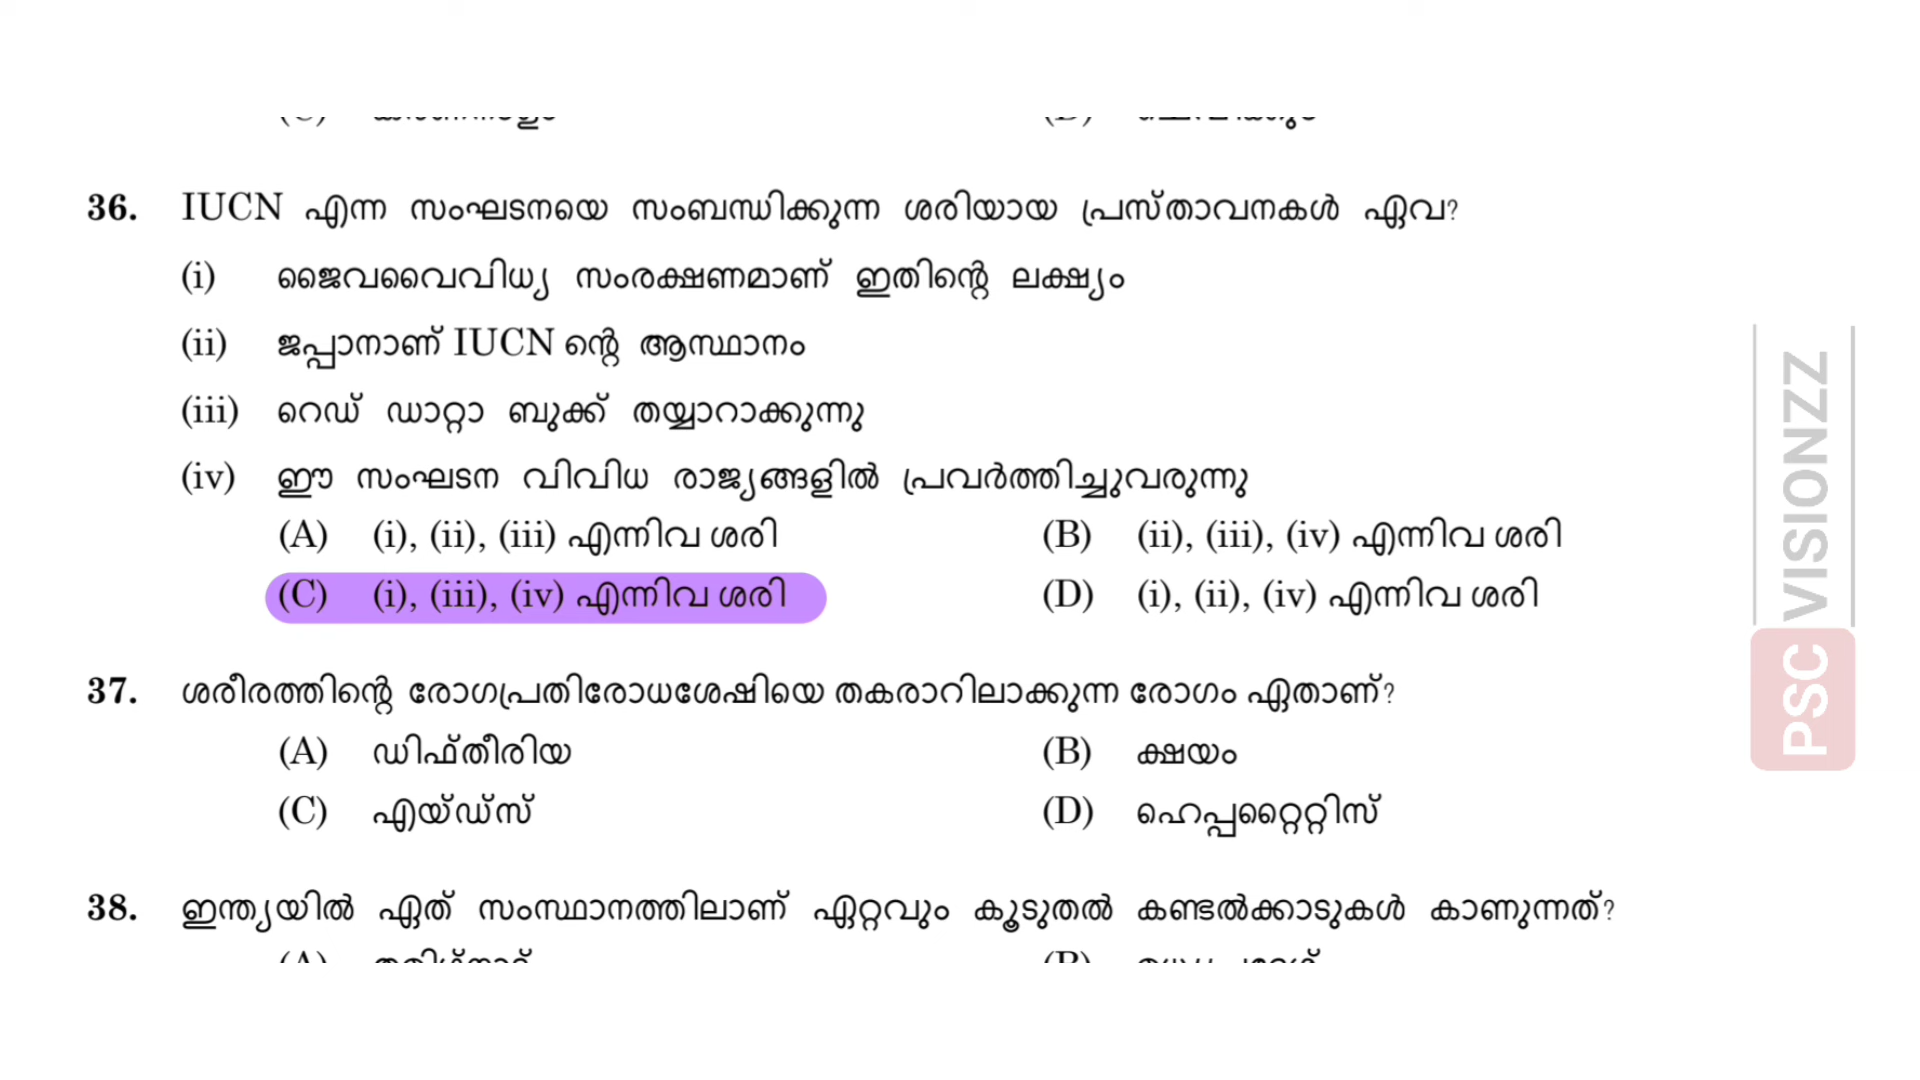 36. IUCN എന്ന സംഘടനയെ സംബന്ധിക്കുന്ന ശരിയായ പ്രസ്താവനകൾ ഏവ?
(i) ജൈവവൈവിധ്യ സംരക്ഷണമാണ് ഇതിന്റെ ലക്ഷ്യം
(ii) ജപ്പാനാണ് IUCN ന്റെ ആസ്ഥാനം
(iii) റെഡ് ഡാറ്റാ ബുക്ക് തയ്യാറാക്കുന്നു
(iv) ഈ സംഘടന വിവിധ രാജ്യങ്ങളിൽ പ്രവർത്തിച്ചുവരുന്നു
(A) (i), (ii), (iii) എന്നിവ ശരി (B) (ii), (iii), (iv) എന്നിവ ശരി
(C) (i), (iii), (iv) എന്നിവ ശരി (D) (i), (ii), (iv) എന്നിവ ശരി
37. ശരീരത്തിന്റെ രോഗപ്രതിരോധശേഷിയെ തകരാറിലാക്കുന്ന രോഗം ഏതാണ്?
(A) ഡിഫ്തീരിയ (B) ക്ഷയം
(C) എയ്ഡ്സ് (D) ഹെപ്പറ്റൈറ്റിസ്
38. ഇന്ത്യയിൽ ഏത് സംസ്ഥാനത്തിലാണ് ഏറ്റവും കൂടുതൽ കണ്ടൽക്കാടുകൾ കാണുന്നത്?
PSC VISIONZZ